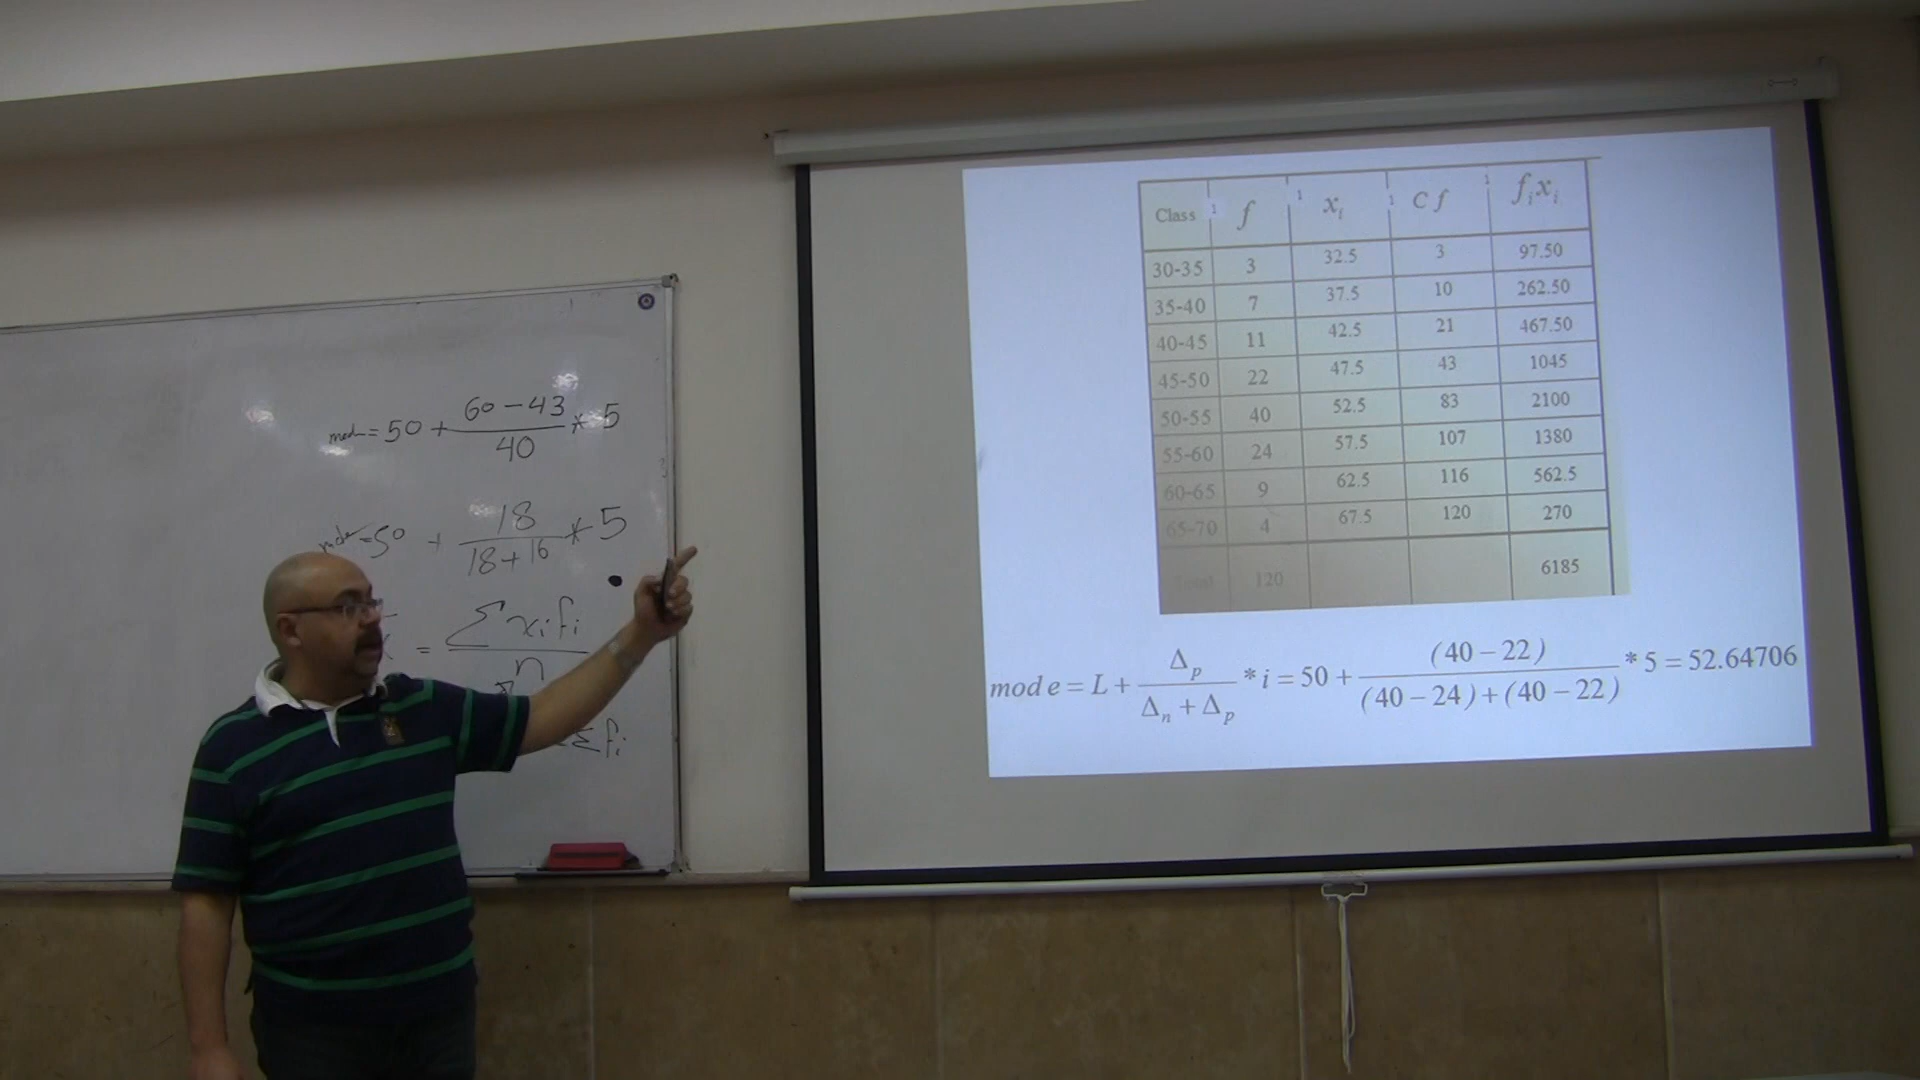 med = 50 + 60 - 43 / 40 * 5
= 50 + 18 / 18 + 16 * 5
= Σ xifi / n
Σfi
Class f xi C f fixi
30-35 3 32.5 3 97.50
35-40 7 37.5 10 262.50
40-45 11 42.5 21 467.50
45-50 22 47.5 43 1045
50-55 40 52.5 83 2100
55-60 24 57.5 107 1380
60-65 9 62.5 116 562.5
65-70 4 67.5 120 270
Total 120 6185
mod e = L + Δp / Δn + Δp * i = 50 + (40 - 22) / (40 - 24) + (40 - 22) * 5 = 52.64706